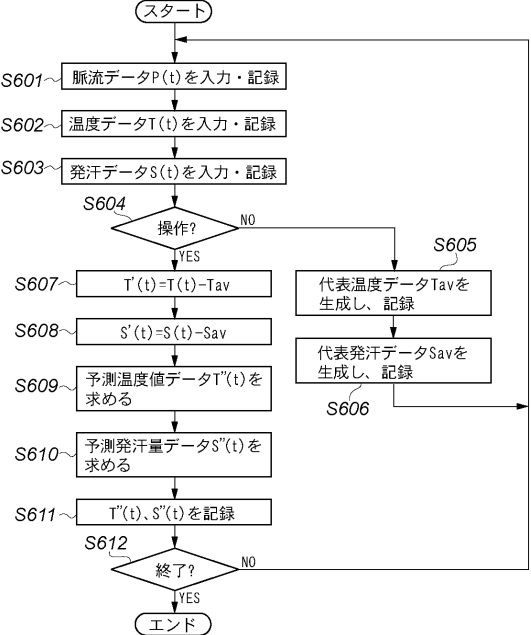 スタート
S601
脈流データP(t)を入力・記録
S602
温度データT(t)を入力・記録
S603
発汗データS(t)を入力・記録
S604
操作?
NO
YES
S605
代表温度データTavを
生成し、記録
代表発汗データSavを
生成し、記録
S606
S607
T'(t)=T(t)-Tav
S608
S'(t)=S(t)-Sav
S609
予測温度値データT"(t)を
求める
S610
予測発汗量データS"(t)を
求める
S611
T"(t)、S"(t)を記録
S612
終了?
NO
YES
エンド